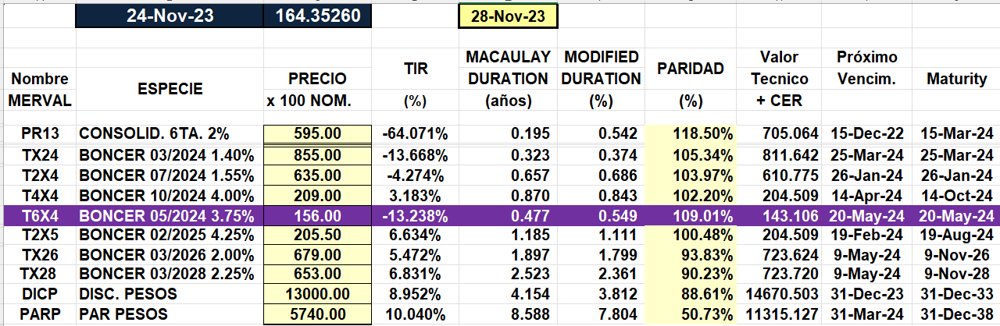 24-Nov-23 164.35260 28-Nov-23
MACAULAY MODIFIED Valor Próximo
TIR PARIDAD
Nombre PRECIO DURATION DURATION Tecnico Vencim. Maturity
ESPECIE
MERVAL x 100 NOM. (%) (años) (%) (%) + CER
PR13 CONSOLID. 6TA. 2% 595.00 -64.071% 0.195 0.542 118.50% 705.064 15-Dec-22 15-Mar-24
TX24 BONCER 03/2024 1.40% 855.00 -13.668% 0.323 0.374 105.34% 811.642 25-Mar-24 25-Mar-24
T2X4 BONCER 07/2024 1.55% 635.00 -4.274% 0.657 0.686 103.97% 610.775 26-Jan-24 26-Jan-24
T4X4 BONCER 10/2024 4.00% 209.00 3.183% 0.870 0.843 102.20% 204.509 14-Apr-24 14-Oct-24
T6X4 BONCER 05/2024 3.75% 156.00 -13.238% 0.477 0.549 109.01% 143.106 20-May-24 20-May-24
T2X5 BONCER 02/2025 4.25% 205.50 6.634% 1.185 1.111 100.48% 204.509 19-Feb-24 19-Aug-24
TX26 BONCER 03/2026 2.00% 679.00 5.472% 1.897 1.799 93.83% 723.624 9-May-24 9-Nov-26
TX28 BONCER 03/2028 2.25% 653.00 6.831% 2.523 2.361 90.23% 723.720 9-May-24 9-Nov-28
DICP DISC. PESOS 13000.00 8.952% 4.154 3.812 88.61% 14670.503 31-Dec-23 31-Dec-33
PARP PAR PESOS 5740.00 10.040% 8.588 7.804 50.73% 11315.127 31-Mar-24 31-Dec-38